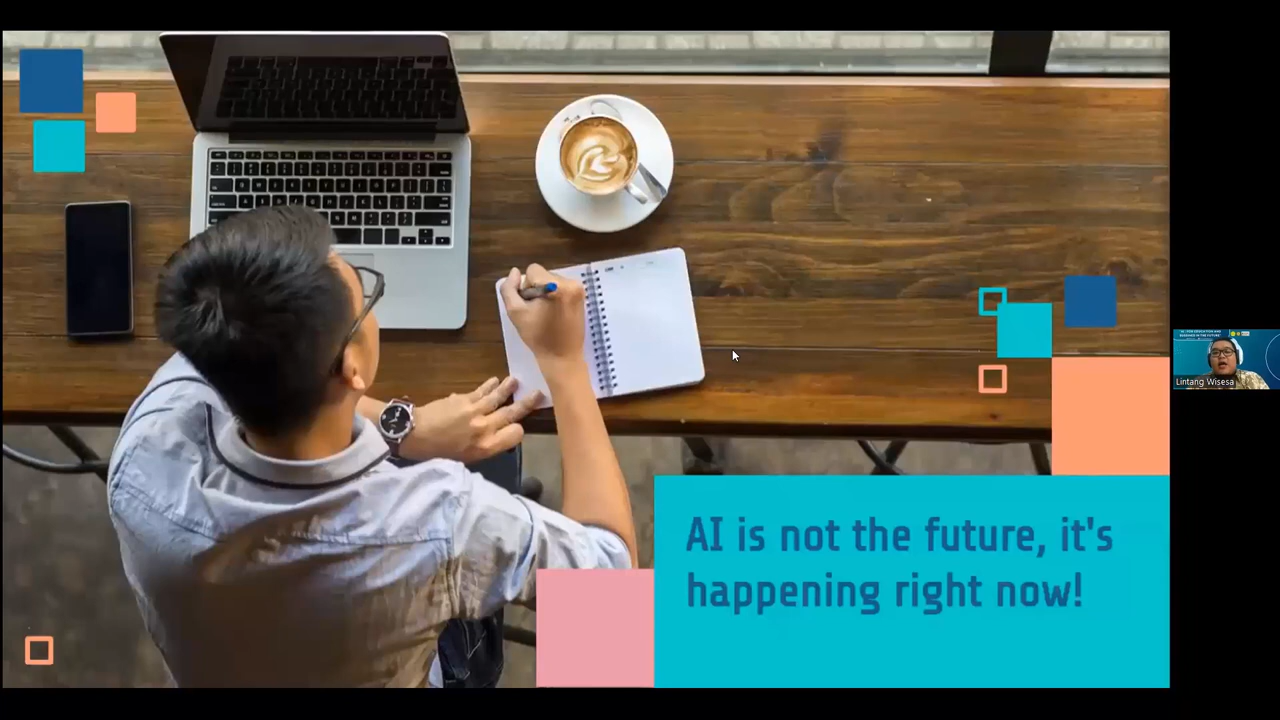 AI is not the future, it's
happening right now!
Lintang Wisesa